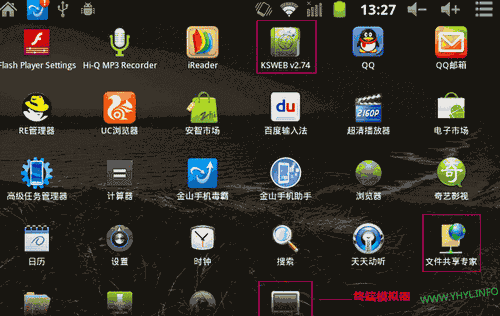 13:27
Flash Player Settings
Hi-Q MP3 Recorder
iReader
KSWEB v2.74
QQ
QQ邮箱
RE管理器
UC浏览器
安智市场
du
百度输入法
2160P
超清播放器
电子市场
高级任务管理器
计算器
金山手机毒霸
金山手机助手
浏览器
奇
奇艺影视
日历
设置
时钟
搜索
天天动听
文件共享专家
终端模拟器
WWW.YHYL.INFO